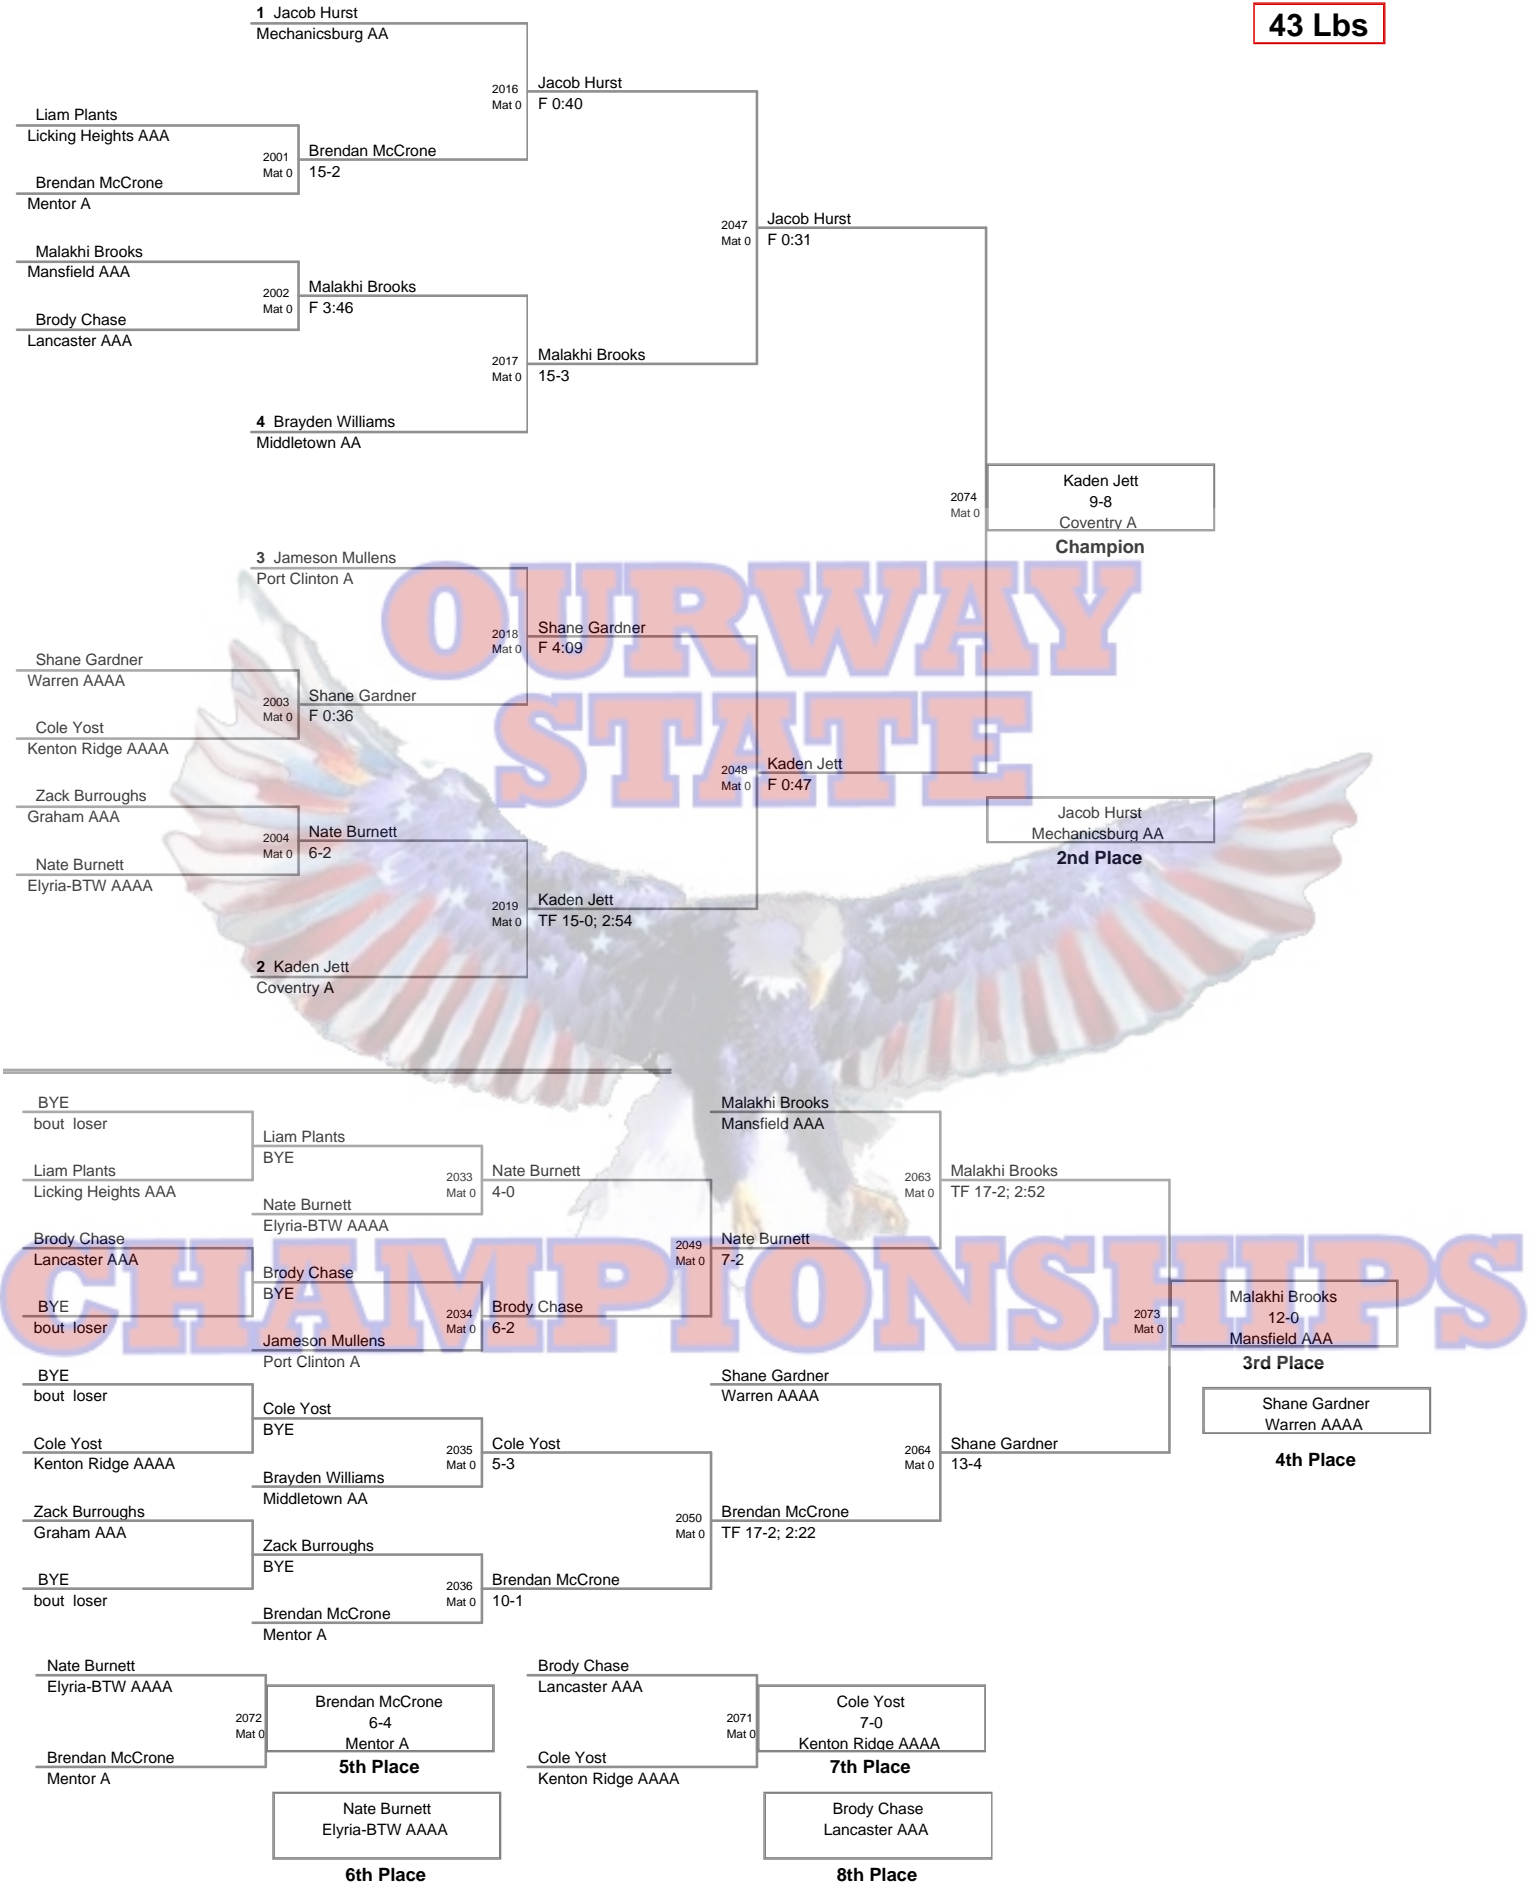 1 Jacob Hurst
Mechanicsburg AA
43 Lbs
2016
Mat 0
Jacob Hurst
F 0:40
Liam Plants
Licking Heights AAA
2001
Mat 0
Brendan McCrone
15-2
Brendan McCrone
Mentor A
2047
Mat 0
Jacob Hurst
F 0:31
Malakhi Brooks
Mansfield AAA
2002
Mat 0
Malakhi Brooks
F 3:46
Brody Chase
Lancaster AAA
2017
Mat 0
Malakhi Brooks
15-3
4 Brayden Williams
Middletown AA
2074
Mat 0
Kaden Jett
9-8
Coventry A
Champion
3 Jameson Mullens
Port Clinton A
OURWAY
STATE
2018
Mat 0
Shane Gardner
F 4:09
Shane Gardner
Warren AAAA
2003
Mat 0
Shane Gardner
F 0:36
Cole Yost
Kenton Ridge AAAA
2048
Mat 0
Kaden Jett
F 0:47
Zack Burroughs
Graham AAA
2004
Mat 0
Nate Burnett
6-2
Jacob Hurst
Mechanicsburg AA
2nd Place
Nate Burnett
Elyria-BTW AAAA
2019
Mat 0
Kaden Jett
TF 15-0; 2:54
2 Kaden Jett
Coventry A
BYE
bout loser
Liam Plants
BYE
Liam Plants
Licking Heights AAA
2033
Mat 0
Nate Burnett
4-0
Nate Burnett
Elyria-BTW AAAA
Malakhi Brooks
Mansfield AAA
2063
Mat 0
Malakhi Brooks
TF 17-2; 2:52
CHAMPIONSHIPS
Brody Chase
Lancaster AAA
2049
Mat 0
Nate Burnett
7-2
Brody Chase
BYE
BYE
bout loser
2034
Mat 0
Brody Chase
6-2
Jameson Mullens
Port Clinton A
2073
Mat 0
Malakhi Brooks
12-0
Mansfield AAA
3rd Place
BYE
bout loser
Shane Gardner
Warren AAAA
Shane Gardner
Warren AAAA
4th Place
Cole Yost
BYE
Cole Yost
Kenton Ridge AAAA
2035
Mat 0
Cole Yost
5-3
2064
Mat 0
Shane Gardner
13-4
Brayden Williams
Middletown AA
Zack Burroughs
Graham AAA
2050
Mat 0
Brendan McCrone
TF 17-2; 2:22
Zack Burroughs
BYE
BYE
bout loser
2036
Mat 0
Brendan McCrone
10-1
Brendan McCrone
Mentor A
Nate Burnett
Elyria-BTW AAAA
2072
Mat 0
Brendan McCrone
6-4
Mentor A
5th Place
Brendan McCrone
Mentor A
Nate Burnett
Elyria-BTW AAAA
6th Place
Brody Chase
Lancaster AAA
2071
Mat 0
Cole Yost
7-0
Kenton Ridge AAAA
7th Place
Cole Yost
Kenton Ridge AAAA
Brody Chase
Lancaster AAA
8th Place